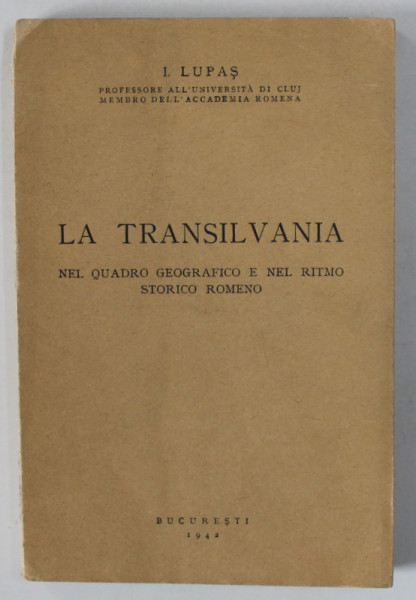 I. LUPAȘ
PROFESSORE ALL'UNIVERSITÀ DI CLUJ
MEMBRO DELL'ACCADEMIA ROMENA
LA TRANSILVANIA
NEL QUADRO GEOGRAFICO E NEL RITMO
STORICO ROMENO
BUCUREȘTI
1942